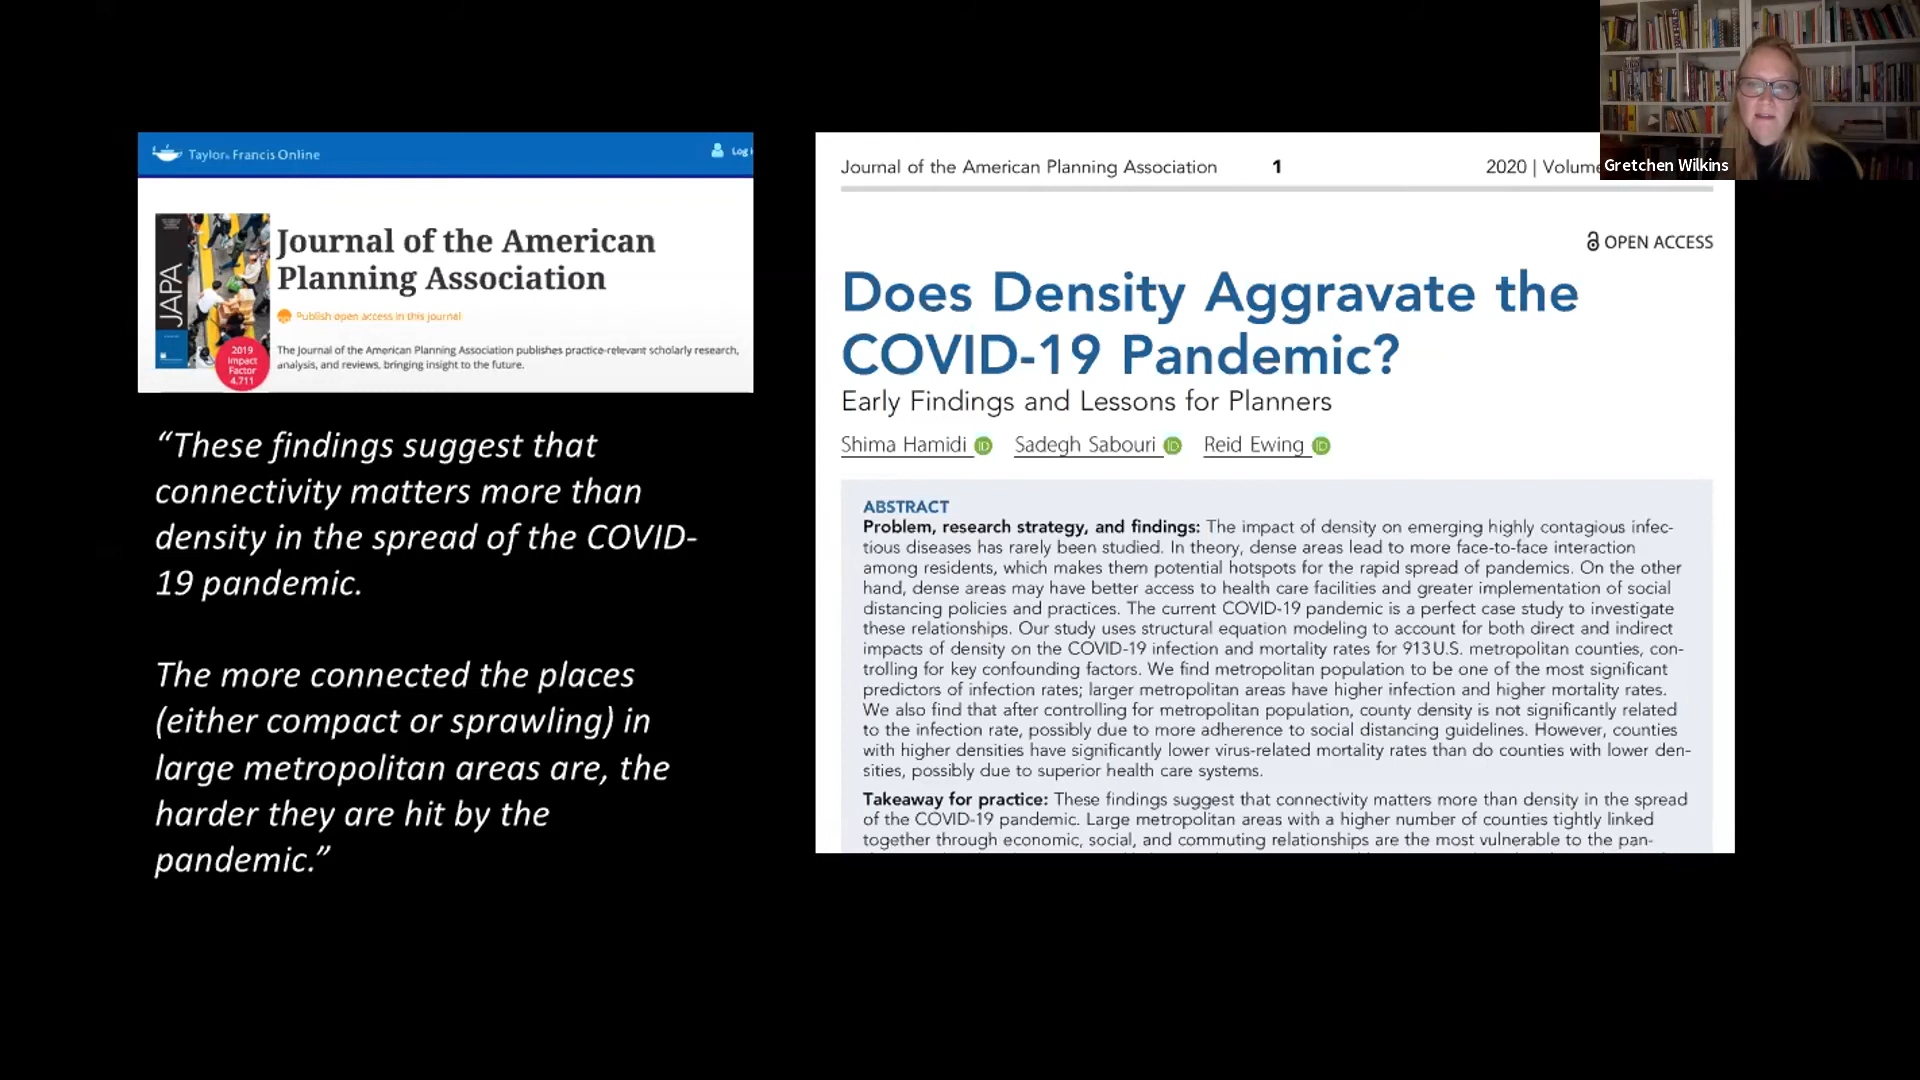 Taylor & Francis Online
Log i
JAPA
Journal of the American
Planning Association
Publish open access in this journal
2019
Impact
Factor
4.711
The Journal of the American Planning Association publishes practice-relevant scholarly research,
analysis, and reviews, bringing insight to the future.
“These findings suggest that
connectivity matters more than
density in the spread of the COVID-
19 pandemic.
The more connected the places
(either compact or sprawling) in
large metropolitan areas are, the
harder they are hit by the
pandemic.”
Journal of the American Planning Association 1 2020 | Volume
Gretchen Wilkins
OPEN ACCESS
Does Density Aggravate the
COVID-19 Pandemic?
Early Findings and Lessons for Planners
Shima Hamidi iD Sadegh Sabouri iD Reid Ewing iD
ABSTRACT
Problem, research strategy, and findings: The impact of density on emerging highly contagious infec-
tious diseases has rarely been studied. In theory, dense areas lead to more face-to-face interaction
among residents, which makes them potential hotspots for the rapid spread of pandemics. On the other
hand, dense areas may have better access to health care facilities and greater implementation of social
distancing policies and practices. The current COVID-19 pandemic is a perfect case study to investigate
these relationships. Our study uses structural equation modeling to account for both direct and indirect
impacts of density on the COVID-19 infection and mortality rates for 913 U.S. metropolitan counties, con-
trolling for key confounding factors. We find metropolitan population to be one of the most significant
predictors of infection rates; larger metropolitan areas have higher infection and higher mortality rates.
We also find that after controlling for metropolitan population, county density is not significantly related
to the infection rate, possibly due to more adherence to social distancing guidelines. However, counties
with higher densities have significantly lower virus-related mortality rates than do counties with lower den-
sities, possibly due to superior health care systems.
Takeaway for practice: These findings suggest that connectivity matters more than density in the spread
of the COVID-19 pandemic. Large metropolitan areas with a higher number of counties tightly linked
together through economic, social, and commuting relationships are the most vulnerable to the pan-